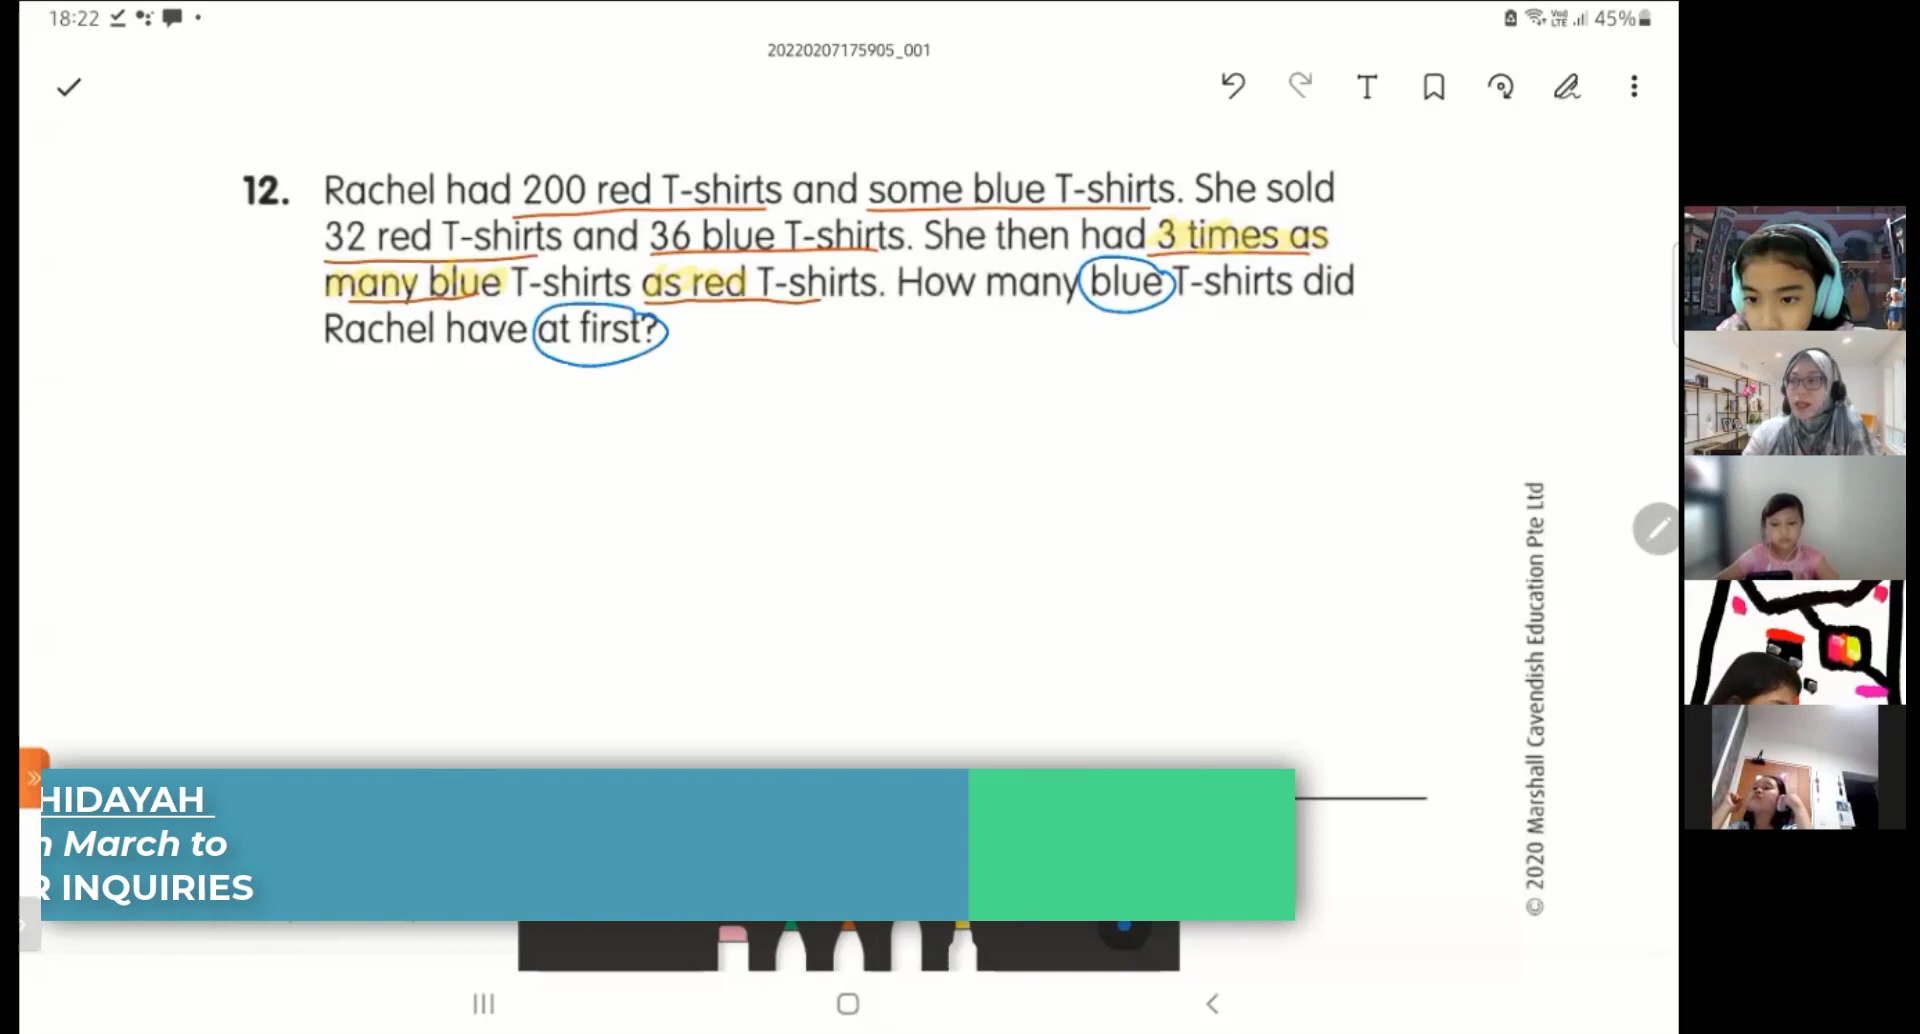 18:22
VoI)
LTE
45%
20220207175905_001
T
12. Rachel had 200 red T-shirts and some blue T-shirts. She sold
32 red T-shirts and 36 blue T-shirts. She then had 3 times as
many blue T-shirts as red T-shirts. How many blue T-shirts did
Rachel have at first?
© 2020 Marshall Cavendish Education Pte Ltd
HIDAYAH
March to
R INQUIRIES